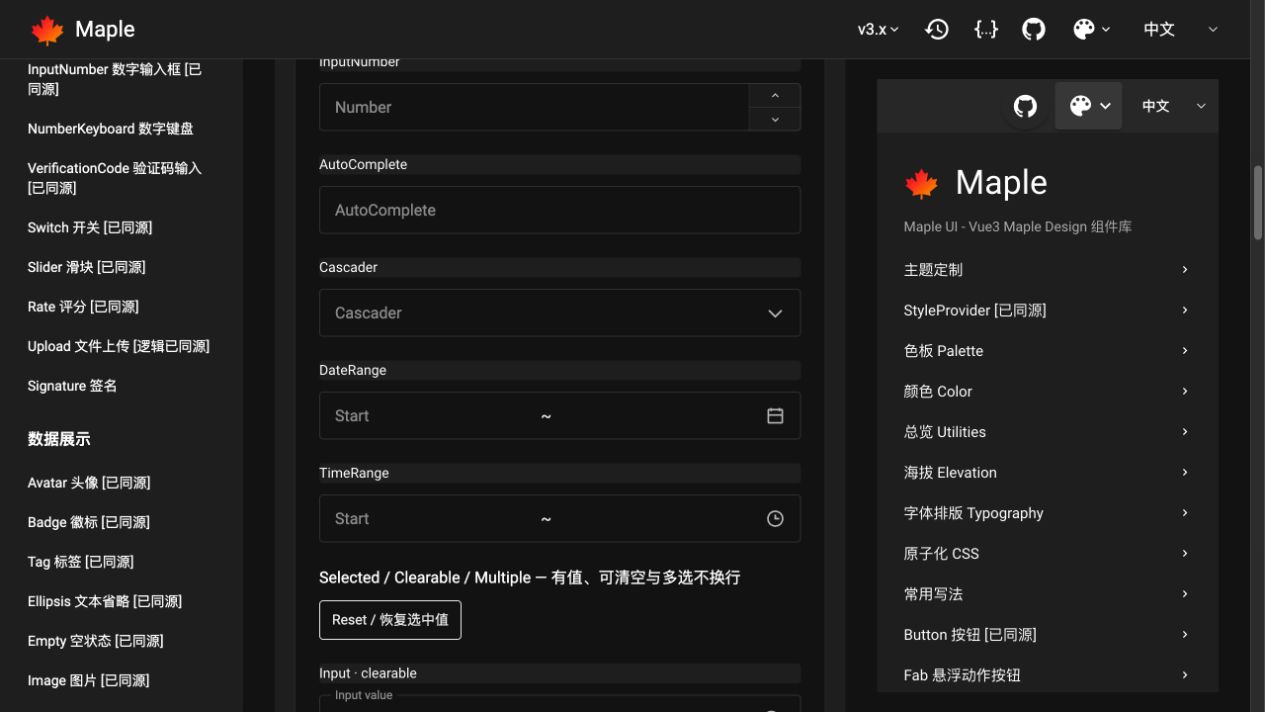 Maple
v3.x
{...}
中文
InputNumber 数字输入框 [已
同源]
NumberKeyboard 数字键盘
VerificationCode 验证码输入
[已同源]
Switch 开关 [已同源]
Slider 滑块 [已同源]
Rate 评分 [已同源]
Upload 文件上传 [逻辑已同源]
Signature 签名
数据展示
Avatar 头像 [已同源]
Badge 徽标 [已同源]
Tag 标签 [已同源]
Ellipsis 文本省略 [已同源]
Empty 空状态 [已同源]
Image 图片 [已同源]
InputNumber
Number
AutoComplete
AutoComplete
Cascader
Cascader
DateRange
Start ~
TimeRange
Start ~
Selected / Clearable / Multiple — 有值、可清空与多选不换行
Reset / 恢复选中值
Input · clearable
Input value
中文
Maple
Maple UI - Vue3 Maple Design 组件库
主题定制
StyleProvider [已同源]
色板 Palette
颜色 Color
总览 Utilities
海拔 Elevation
字体排版 Typography
原子化 CSS
常用写法
Button 按钮 [已同源]
Fab 悬浮动作按钮